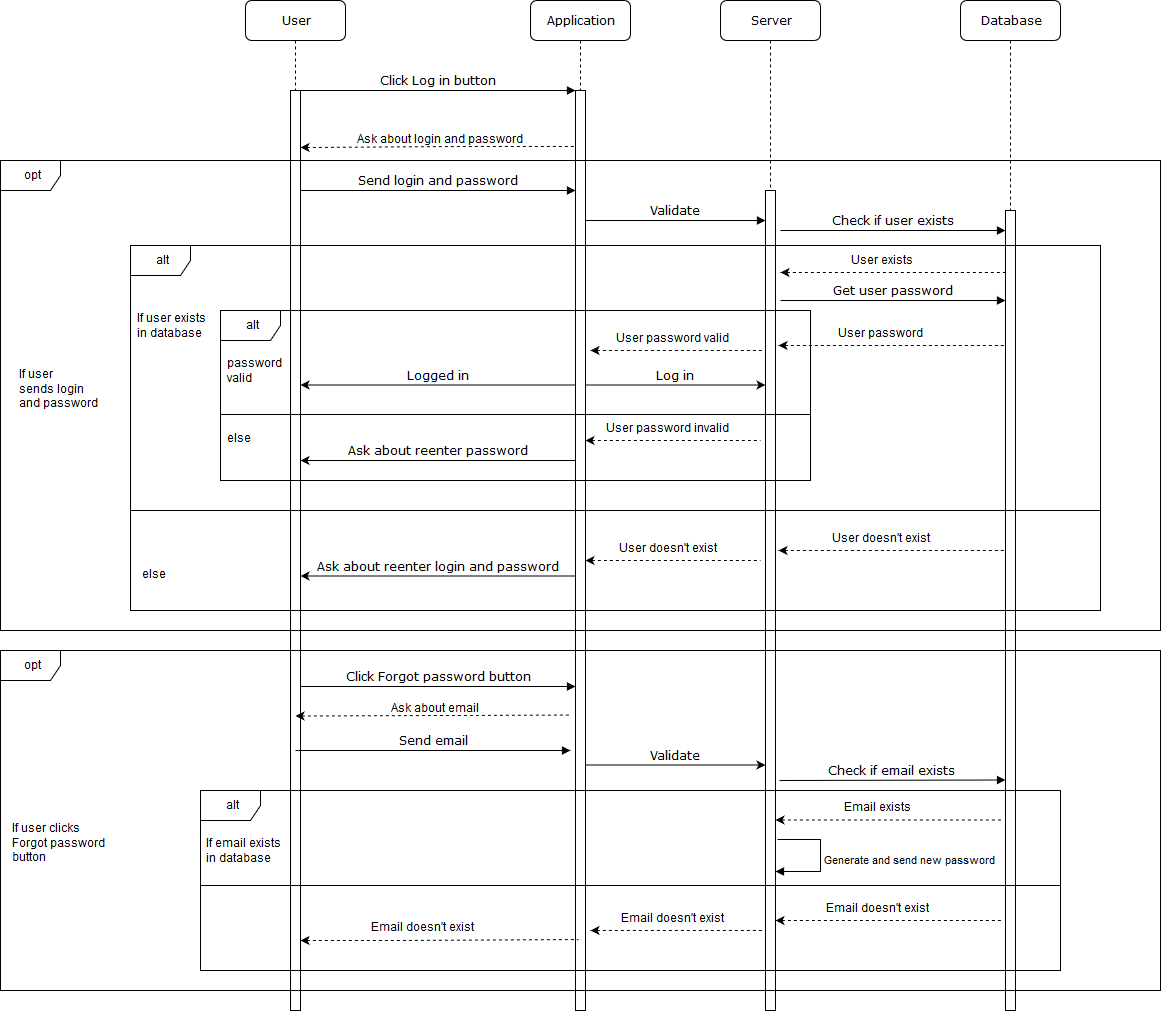 User
Application
Server
Database
Click Log in button
Ask about login and password
opt
Send login and password
Validate
Check if user exists
alt
User exists
Get user password
If user exists
in database
alt
User password valid
User password
password
valid
Logged in
Log in
If user
sends login
and password
else
User password invalid
Ask about reenter password
User doesn't exist
User doesn't exist
Ask about reenter login and password
else
opt
Click Forgot password button
Ask about email
Send email
Validate
Check if email exists
alt
Email exists
If user clicks
Forgot password
button
If email exists
in database
Generate and send new password
Email doesn't exist
Email doesn't exist
Email doesn't exist